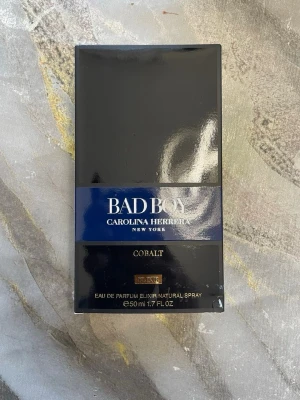 BAD BOY
CAROLINA HERRERA
NEW YORK
COBALT
EAU DE PARFUM ELIXIR NATURAL SPRAY
℮50 ml 1.7 FL OZ